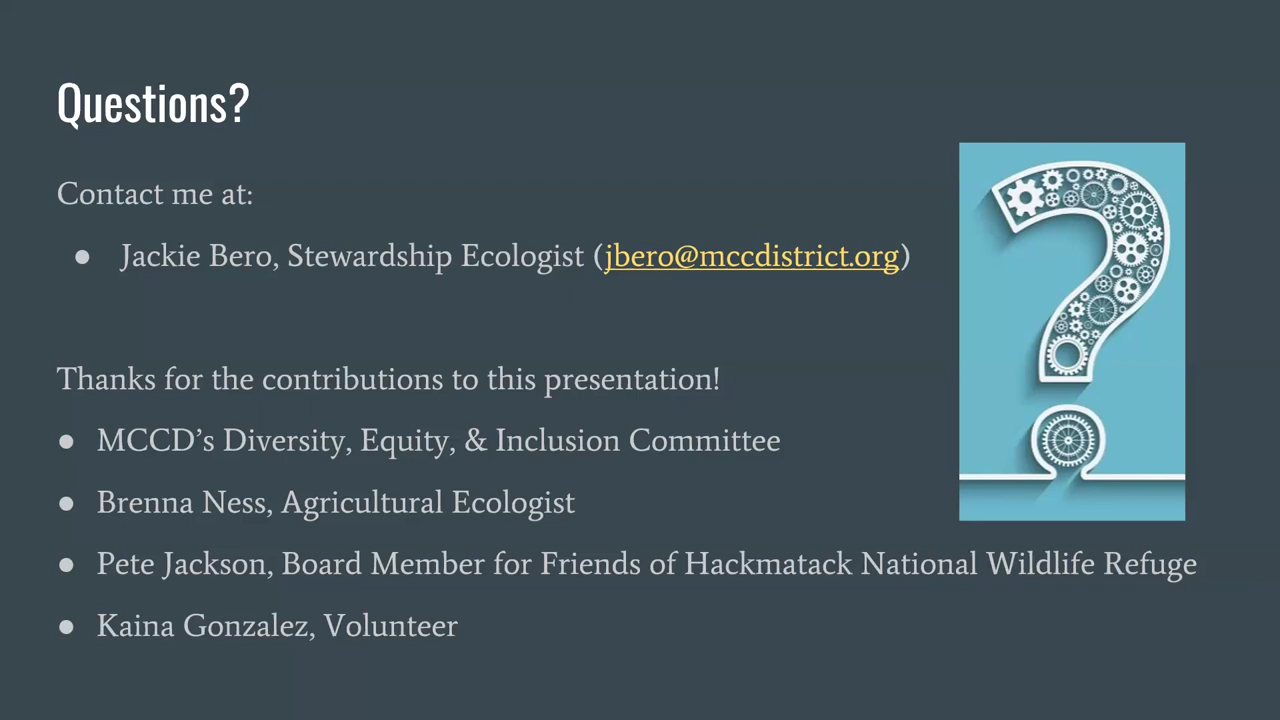 Questions?
Contact me at:
● Jackie Bero, Stewardship Ecologist (jbero@mccdistrict.org)
Thanks for the contributions to this presentation!
● MCCD’s Diversity, Equity, & Inclusion Committee
● Brenna Ness, Agricultural Ecologist
● Pete Jackson, Board Member for Friends of Hackmatack National Wildlife Refuge
● Kaina Gonzalez, Volunteer